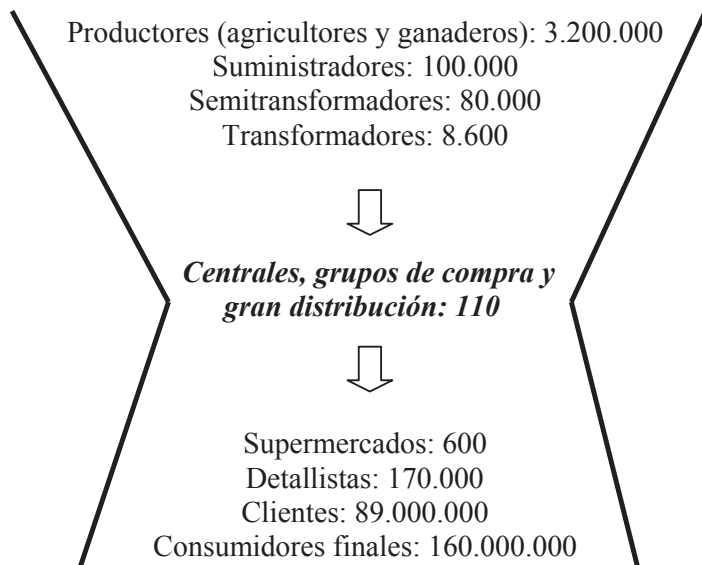 Productores (agricultores y ganaderos): 3.200.000
Suministradores: 100.000
Semitransformadores: 80.000
Transformadores: 8.600
Centrales, grupos de compra y
gran distribución: 110
Supermercados: 600
Detallistas: 170.000
Clientes: 89.000.000
Consumidores finales: 160.000.000